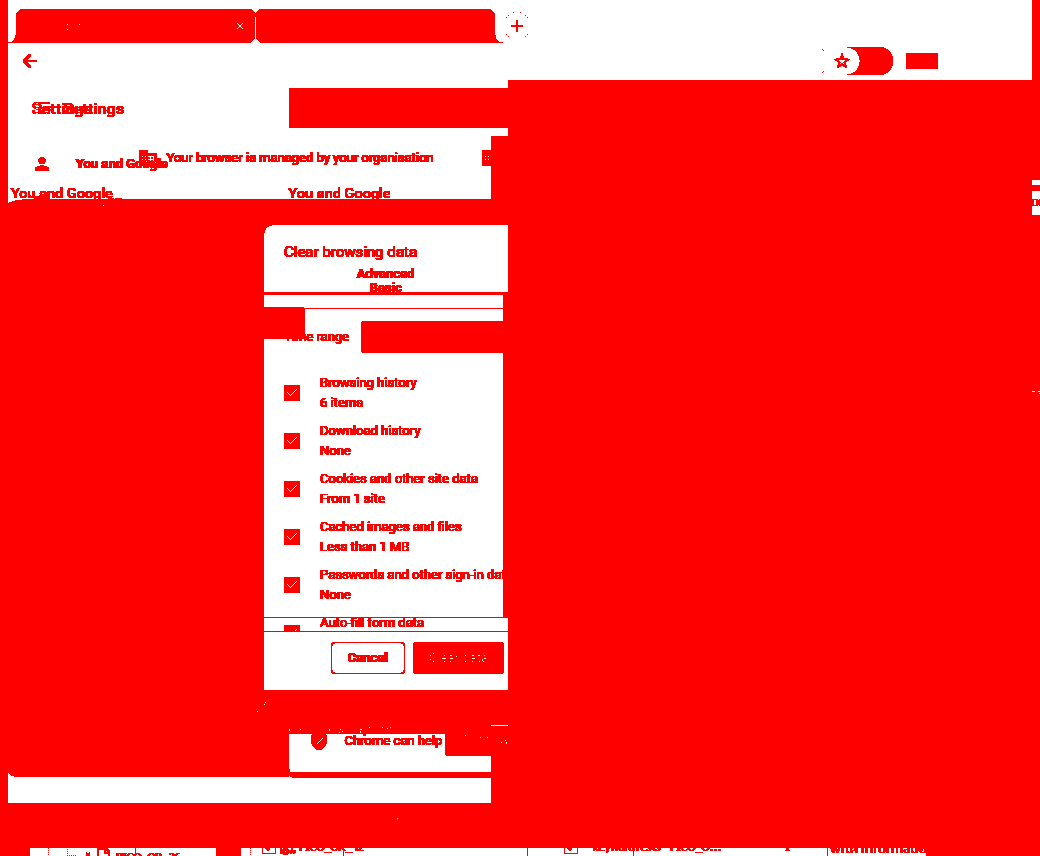 Settings
Your browser is managed by your organisation
You and Google
You and Google
You and Google
Clear browsing data
Advanced
Basic
range
Browsing history
6 items
Download history
None
Cookies and other site data
From 1 site
Cached images and files
Less than 1 MB
Passwords and other sign-in dat
None
Auto-fill form data
Cancel
Clear data
Chrome can help